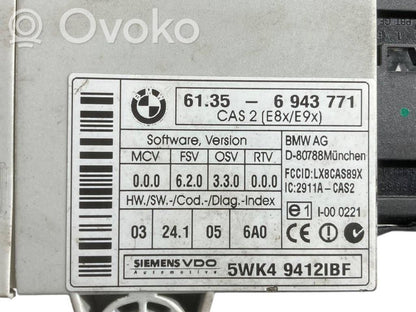 Ovoko
BMW
61.35 - 6 943 771
CAS 2 (E8x/E9x)
Software, Version
MCV FSV OSV RTV
0.0.0 6.2.0 3.3.0 0.0.0
HW./SW.-/Cod.-/Diag.-Index
03 24.1 05 6A0
BMW AG
D-80788München
FCCID:LX8CAS89X
IC:2911A-CAS2
e1 I-00 0221
CE
SIEMENS VDO
Automotive
5WK4 9412IBF